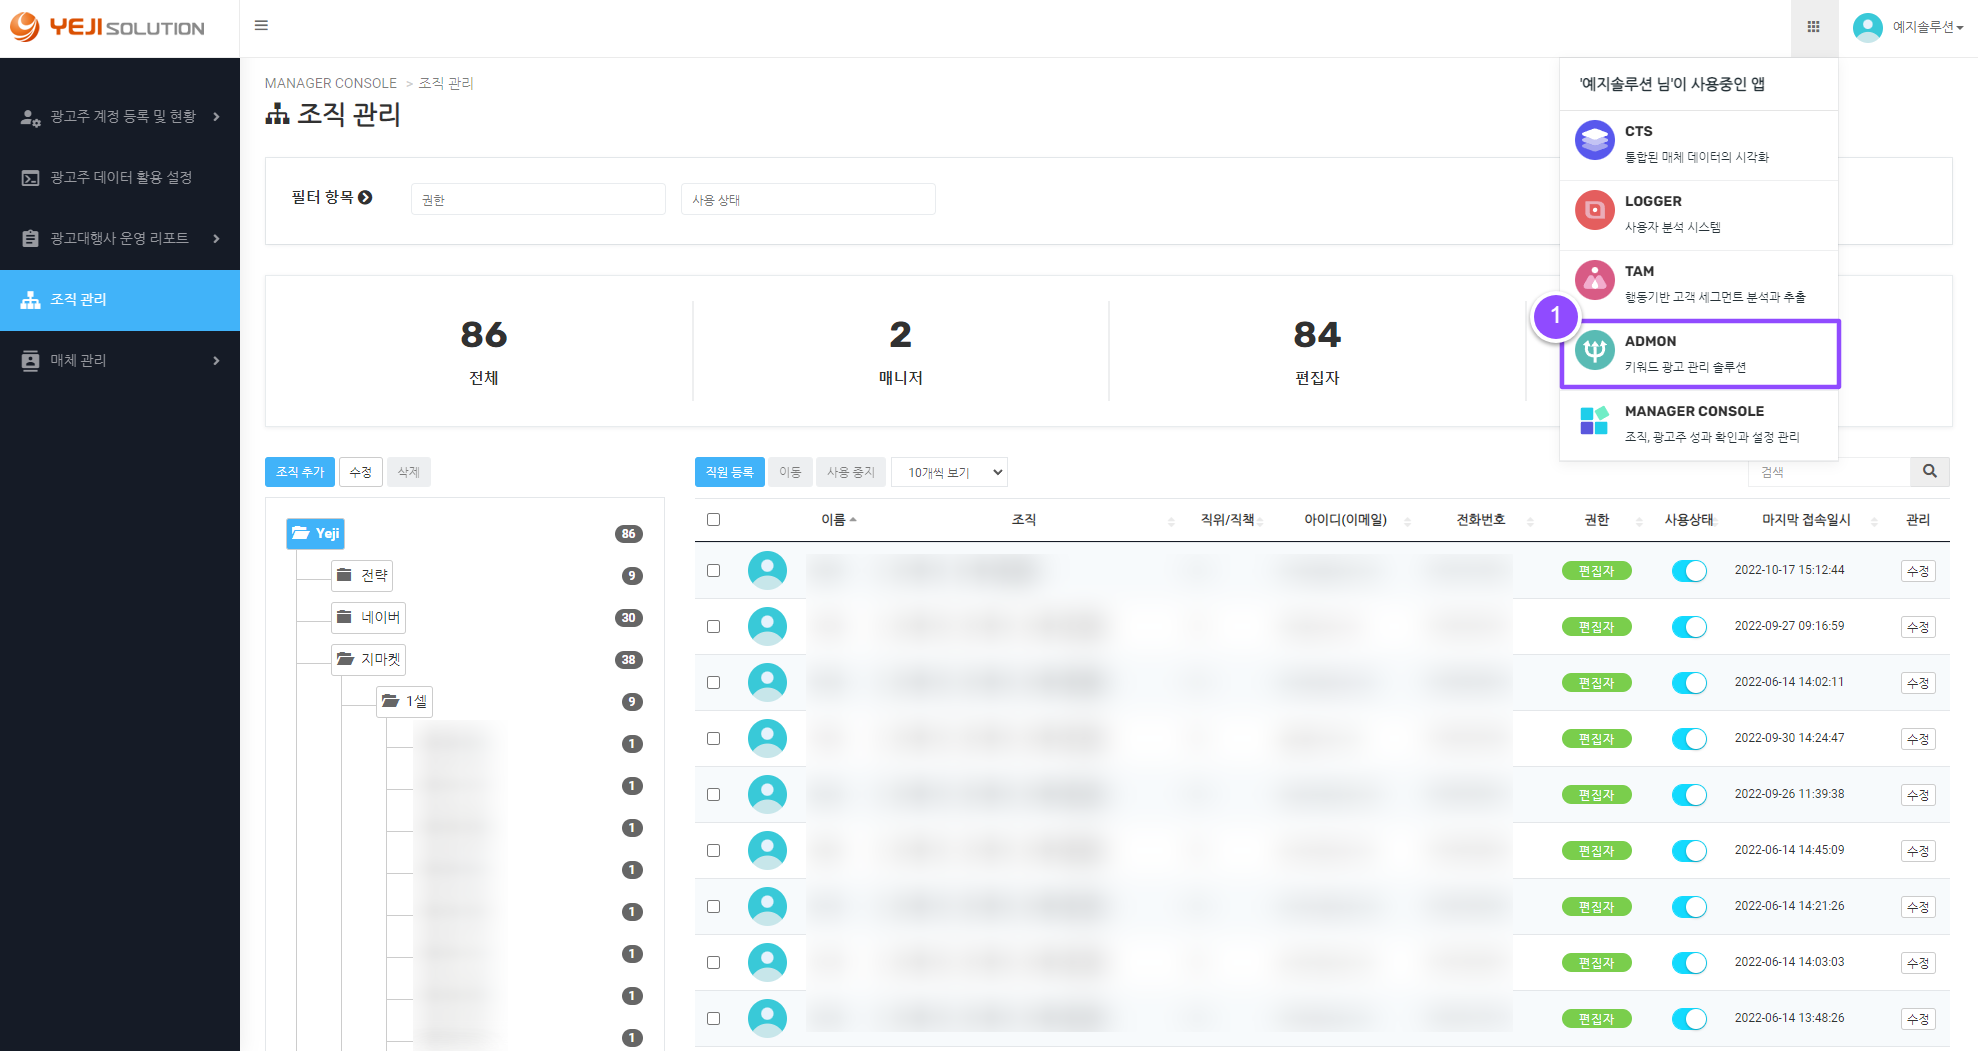 YEJI SOLUTION
예지솔루션
광고주 계정 등록 및 현황
광고주 데이터 활용 설정
광고대행사 운영 리포트
조직 관리
매체 관리
MANAGER CONSOLE > 조직 관리
조직 관리
필터 항목
권한
사용 상태
'예지솔루션 님'이 사용중인 앱
CTS
통합된 매체 데이터의 시각화
LOGGER
사용자 분석 시스템
TAM
행동기반 고객 세그먼트 분석과 추출
1
ADMON
키워드 광고 관리 솔루션
MANAGER CONSOLE
조직, 광고주 성과 확인과 설정 관리
86
전체
2
매니저
84
편집자
조직 추가 수정 삭제
Yeji 86
전략 9
네이버 30
지마켓 38
1셀 9
1
1
1
1
1
1
1
1
직원 등록 이동 사용 중지 10개씩 보기 검색
이름 조직 직위/직책 아이디(이메일) 전화번호 권한 사용상태 마지막 접속일시 관리
편집자 2022-10-17 15:12:44 수정
편집자 2022-09-27 09:16:59 수정
편집자 2022-06-14 14:02:11 수정
편집자 2022-09-30 14:24:47 수정
편집자 2022-09-26 11:39:38 수정
편집자 2022-06-14 14:45:09 수정
편집자 2022-06-14 14:21:26 수정
편집자 2022-06-14 14:03:03 수정
편집자 2022-06-14 13:48:26 수정